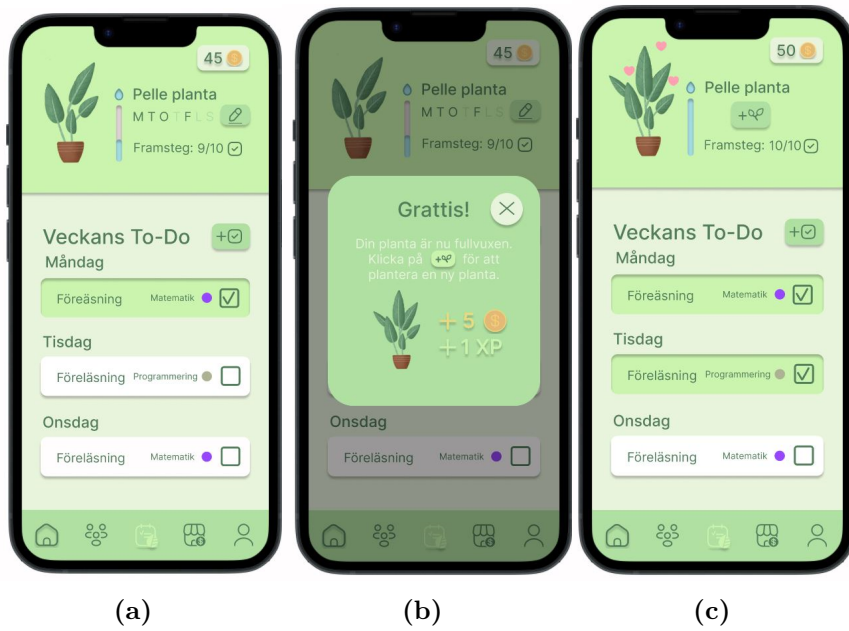 45
Pelle planta
M T O T F L S
Framsteg: 9/10
Veckans To-Do +
Måndag
Föreäsning Matematik
Tisdag
Föreläsning Programmering
Onsdag
Föreläsning Matematik
(a)
45
Pelle planta
M T O T F L S
Framsteg: 9/10
Grattis!
Din planta är nu fullvuxen.
Klicka på + för att
plantera en ny planta.
+ 5
+ 1 XP
Onsdag
Föreläsning Matematik
(b)
50
Pelle planta
+
Framsteg: 10/10
Veckans To-Do +
Måndag
Föreäsning Matematik
Tisdag
Föreläsning Programmering
Onsdag
Föreläsning Matematik
(c)